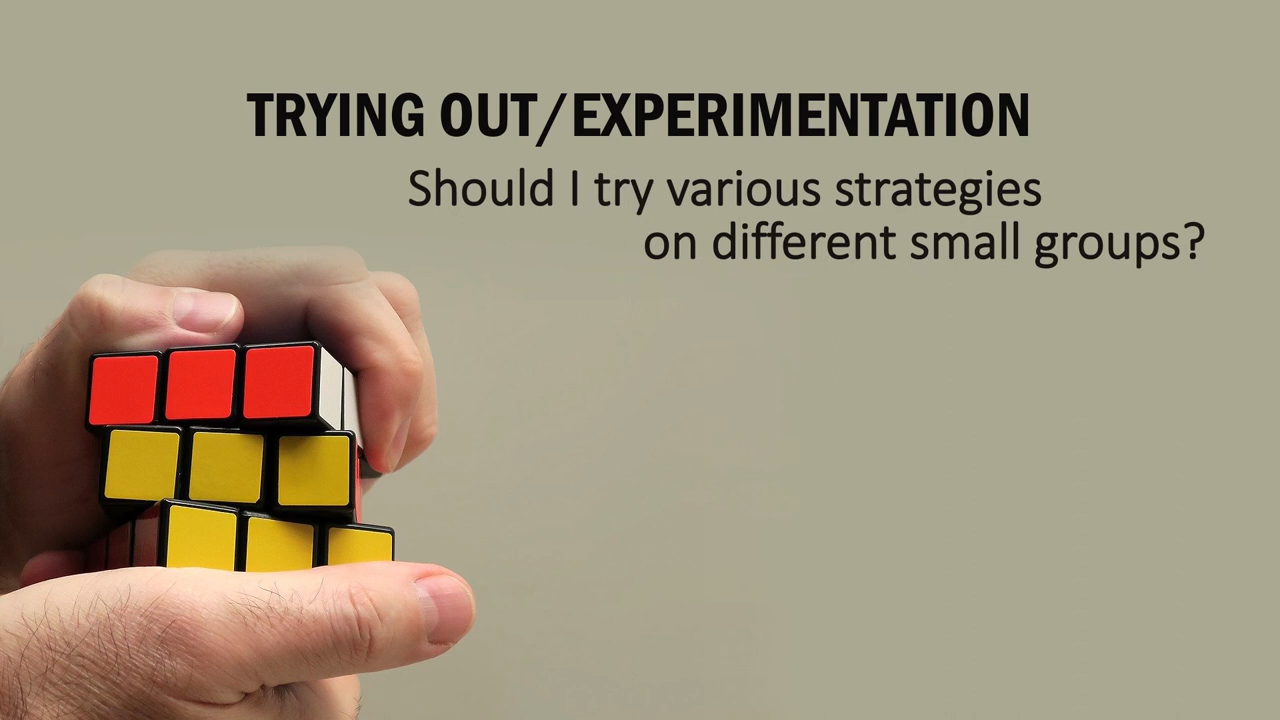 TRYING OUT/EXPERIMENTATION
Should I try various strategies
on different small groups?